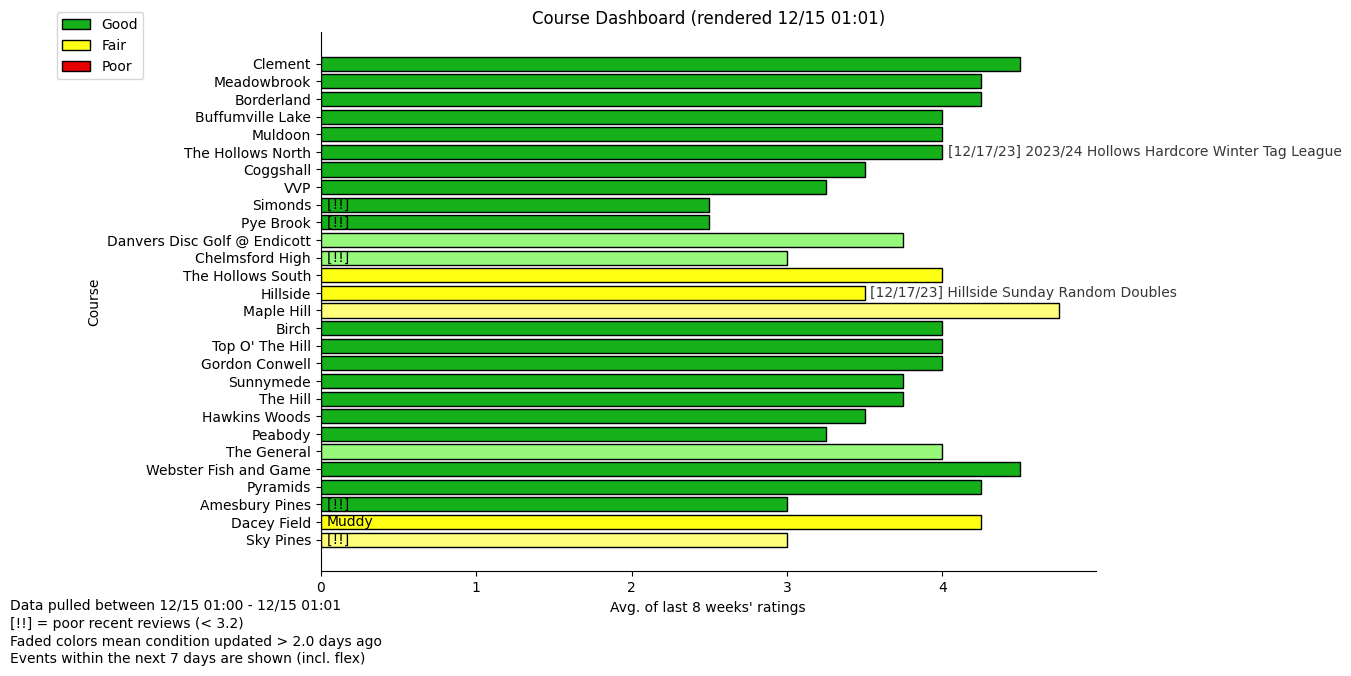 Course Dashboard (rendered 12/15 01:01)
Good
Fair
Poor
Course
Clement
Meadowbrook
Borderland
Buffumville Lake
Muldoon
The Hollows North [12/17/23] 2023/24 Hollows Hardcore Winter Tag League
Coggshall
VVP
Simonds [!!]
Pye Brook [!!]
Danvers Disc Golf @ Endicott
Chelmsford High [!!]
The Hollows South
Hillside [12/17/23] Hillside Sunday Random Doubles
Maple Hill
Birch
Top O' The Hill
Gordon Conwell
Sunnymede
The Hill
Hawkins Woods
Peabody
The General
Webster Fish and Game
Pyramids
Amesbury Pines [!!]
Dacey Field Muddy
Sky Pines [!!]
0 1 2 3 4
Avg. of last 8 weeks' ratings
Data pulled between 12/15 01:00 - 12/15 01:01
[!!] = poor recent reviews (< 3.2)
Faded colors mean condition updated > 2.0 days ago
Events within the next 7 days are shown (incl. flex)